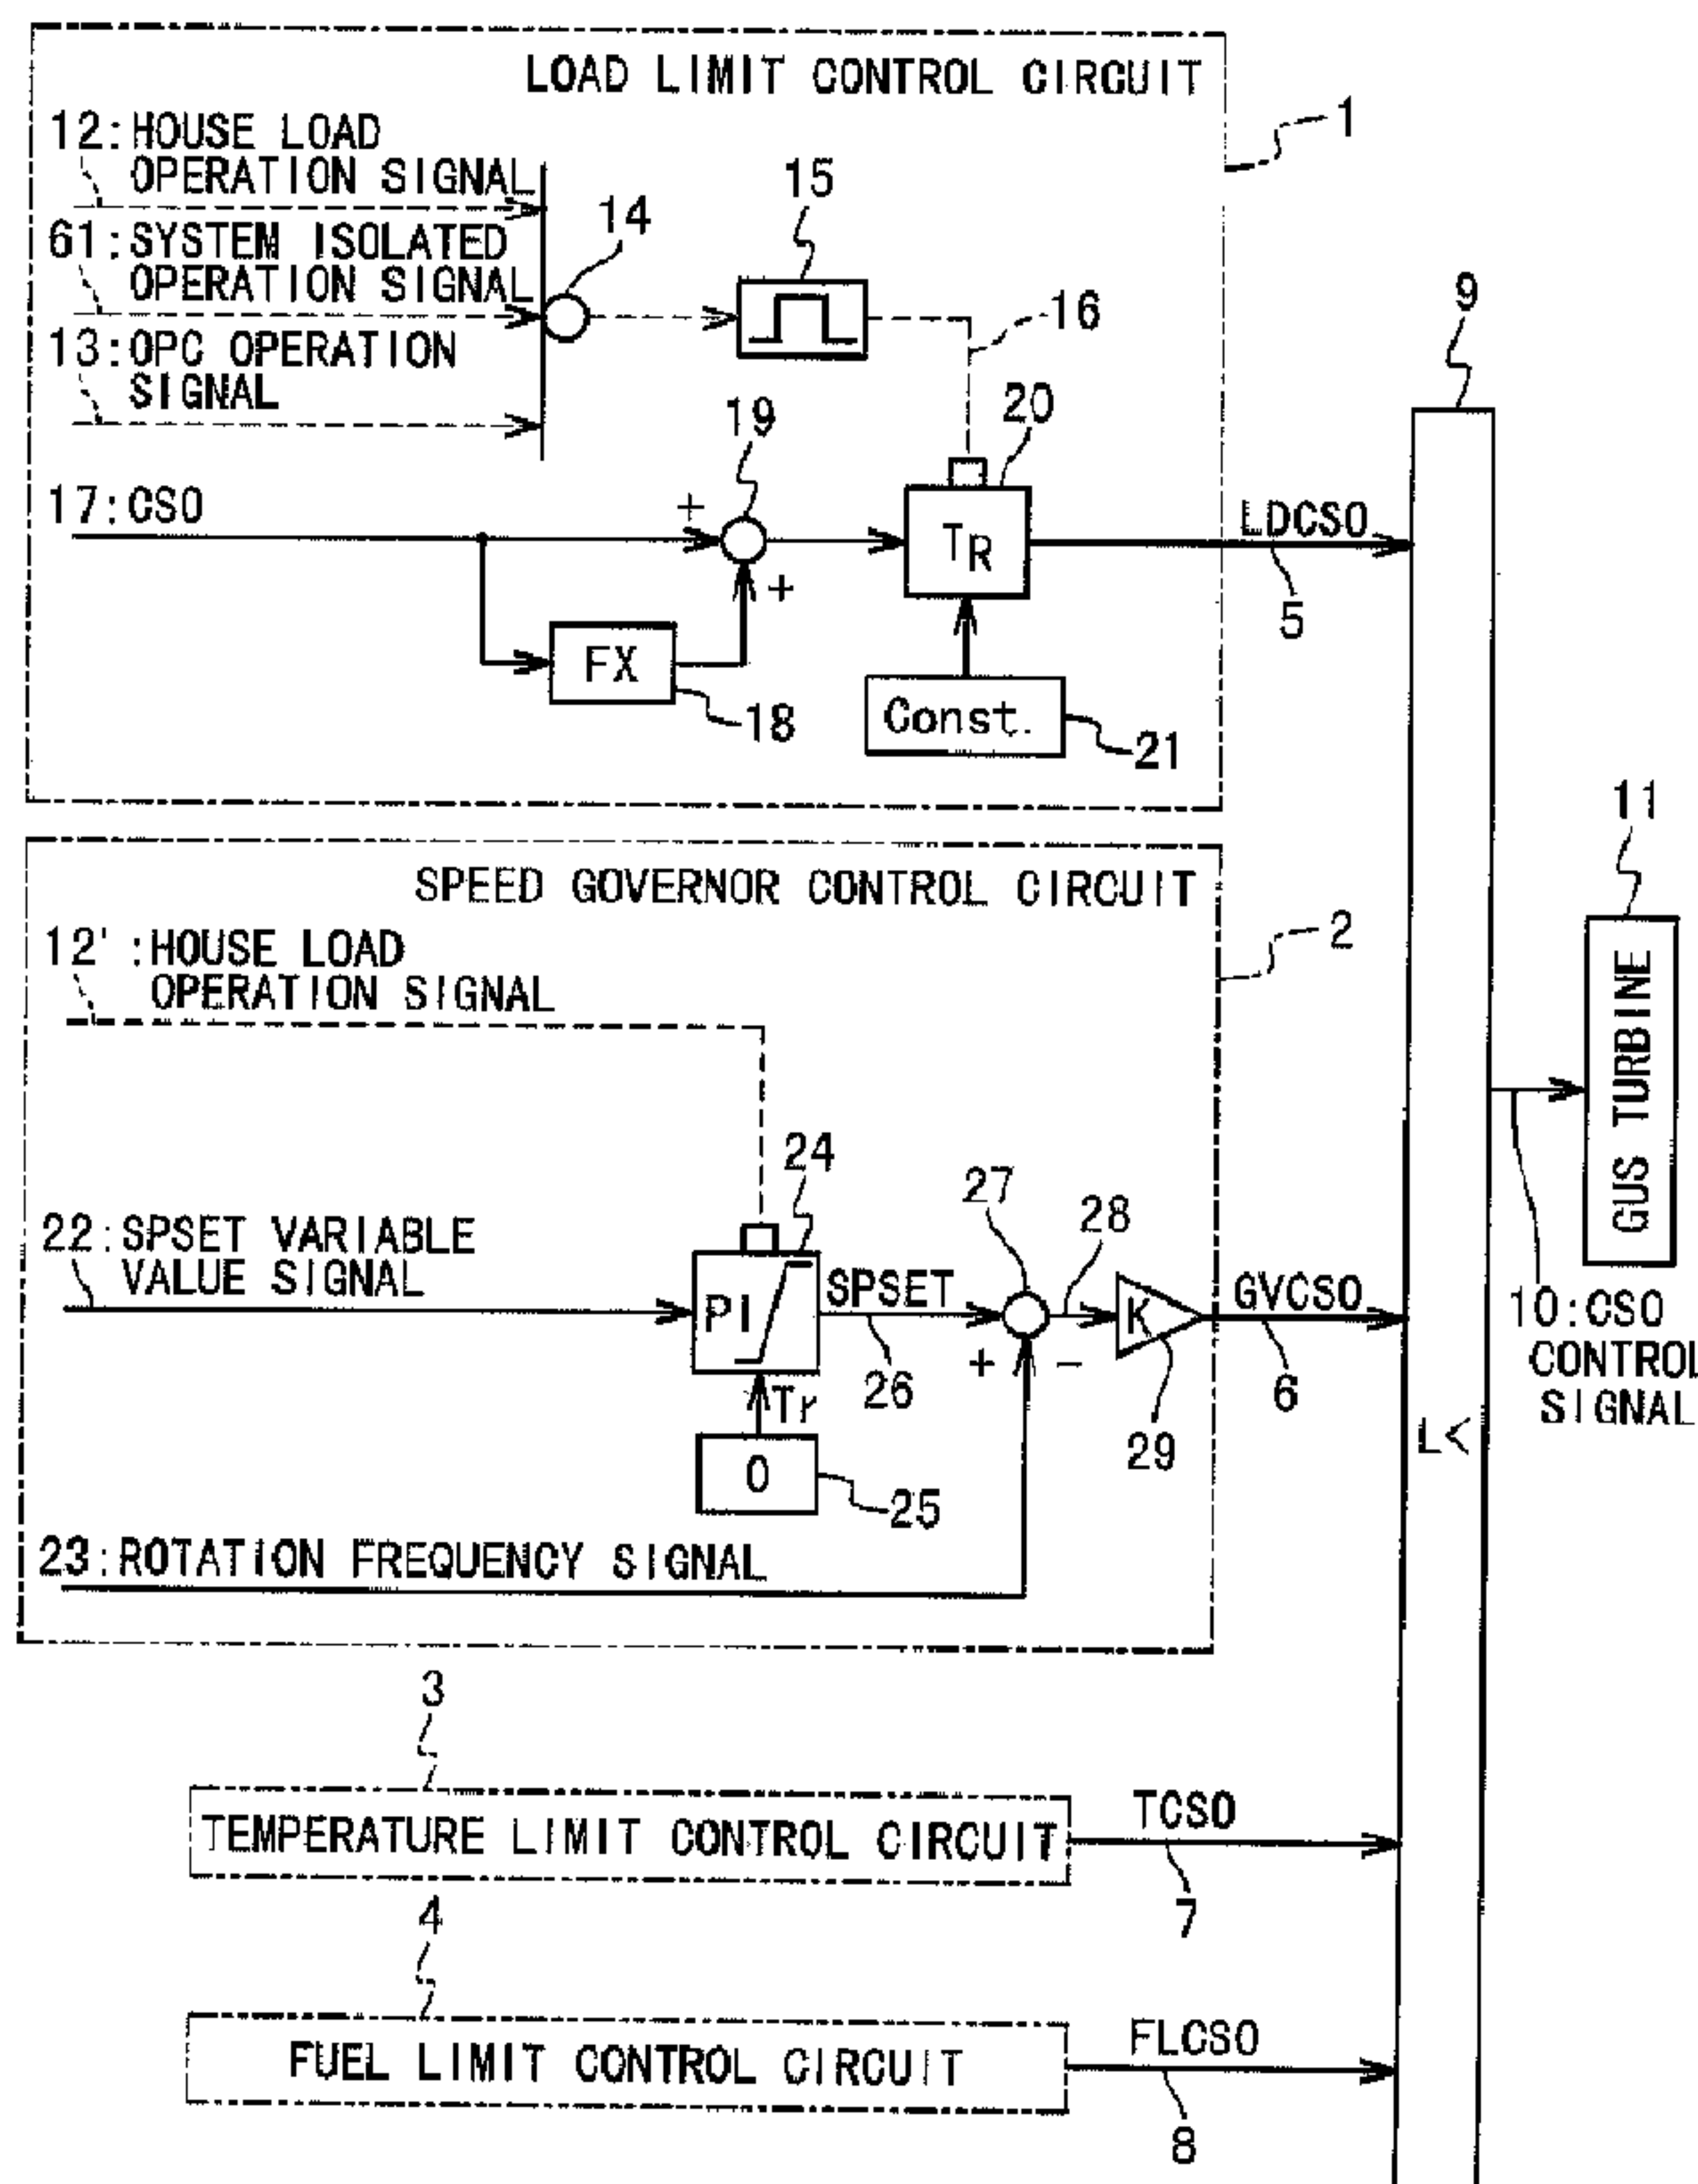 LOAD LIMIT CONTROL CIRCUIT
1
12:HOUSE LOAD
OPERATION SIGNAL
61:SYSTEM ISOLATED
OPERATION SIGNAL
13:OPC OPERATION
SIGNAL
14
15
16
9
19
20
17:CSO
+
+
TR
LDCSO
5
FX
18
Const.
21
11
SPEED GOVERNOR CONTROL CIRCUIT
2
12':HOUSE LOAD
OPERATION SIGNAL
GUS TURBINE
24
27
28
22:SPSET VARIABLE
VALUE SIGNAL
PI
SPSET
26
+
-
K
29
GVCSO
6
10:CSO
CONTROL
SIGNAL
Tr
0
25
L<
23:ROTATION FREQUENCY SIGNAL
3
TEMPERATURE LIMIT CONTROL CIRCUIT
TCSO
7
4
FUEL LIMIT CONTROL CIRCUIT
FLCSO
8